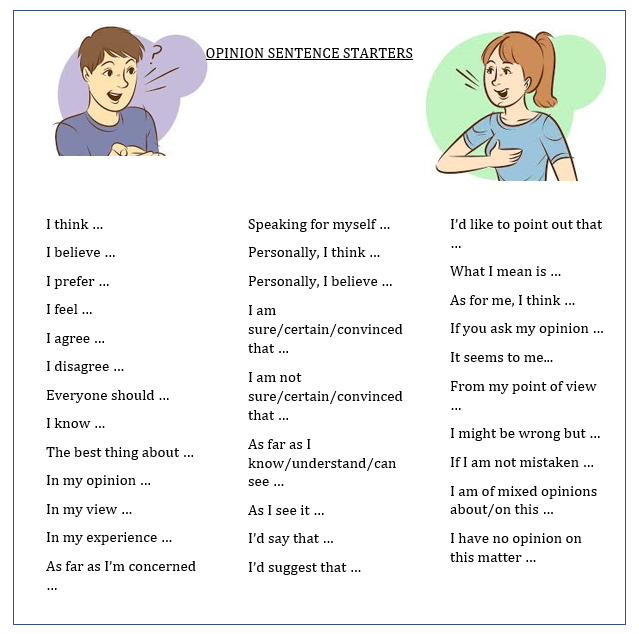 ?
OPINION SENTENCE STARTERS
I think …
I believe …
I prefer …
I feel …
I agree …
I disagree …
Everyone should …
I know …
The best thing about …
In my opinion …
In my view …
In my experience …
As far as I’m concerned
…
Speaking for myself …
Personally, I think …
Personally, I believe …
I am
sure/certain/convinced
that …
I am not
sure/certain/convinced
that …
As far as I
know/understand/can
see …
As I see it …
I’d say that …
I’d suggest that …
I’d like to point out that
…
What I mean is …
As for me, I think …
If you ask my opinion …
It seems to me...
From my point of view
…
I might be wrong but …
If I am not mistaken …
I am of mixed opinions
about/on this …
I have no opinion on
this matter …